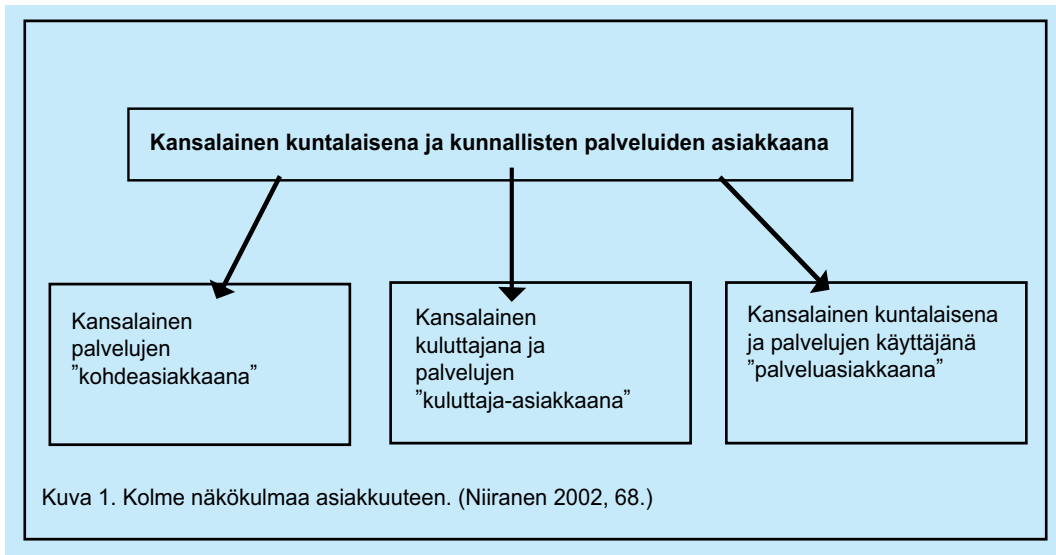 Kansalainen kuntalaisena ja kunnallisten palveluiden asiakkaana
Kansalainen
palvelujen
”kohdeasiakkaana”
Kansalainen
kuluttajana ja
palvelujen
”kuluttaja-asiakkaana”
Kansalainen kuntalaisena
ja palvelujen käyttäjänä
”palveluasiakkaana”
Kuva 1. Kolme näkökulmaa asiakkuuteen. (Niiranen 2002, 68.)